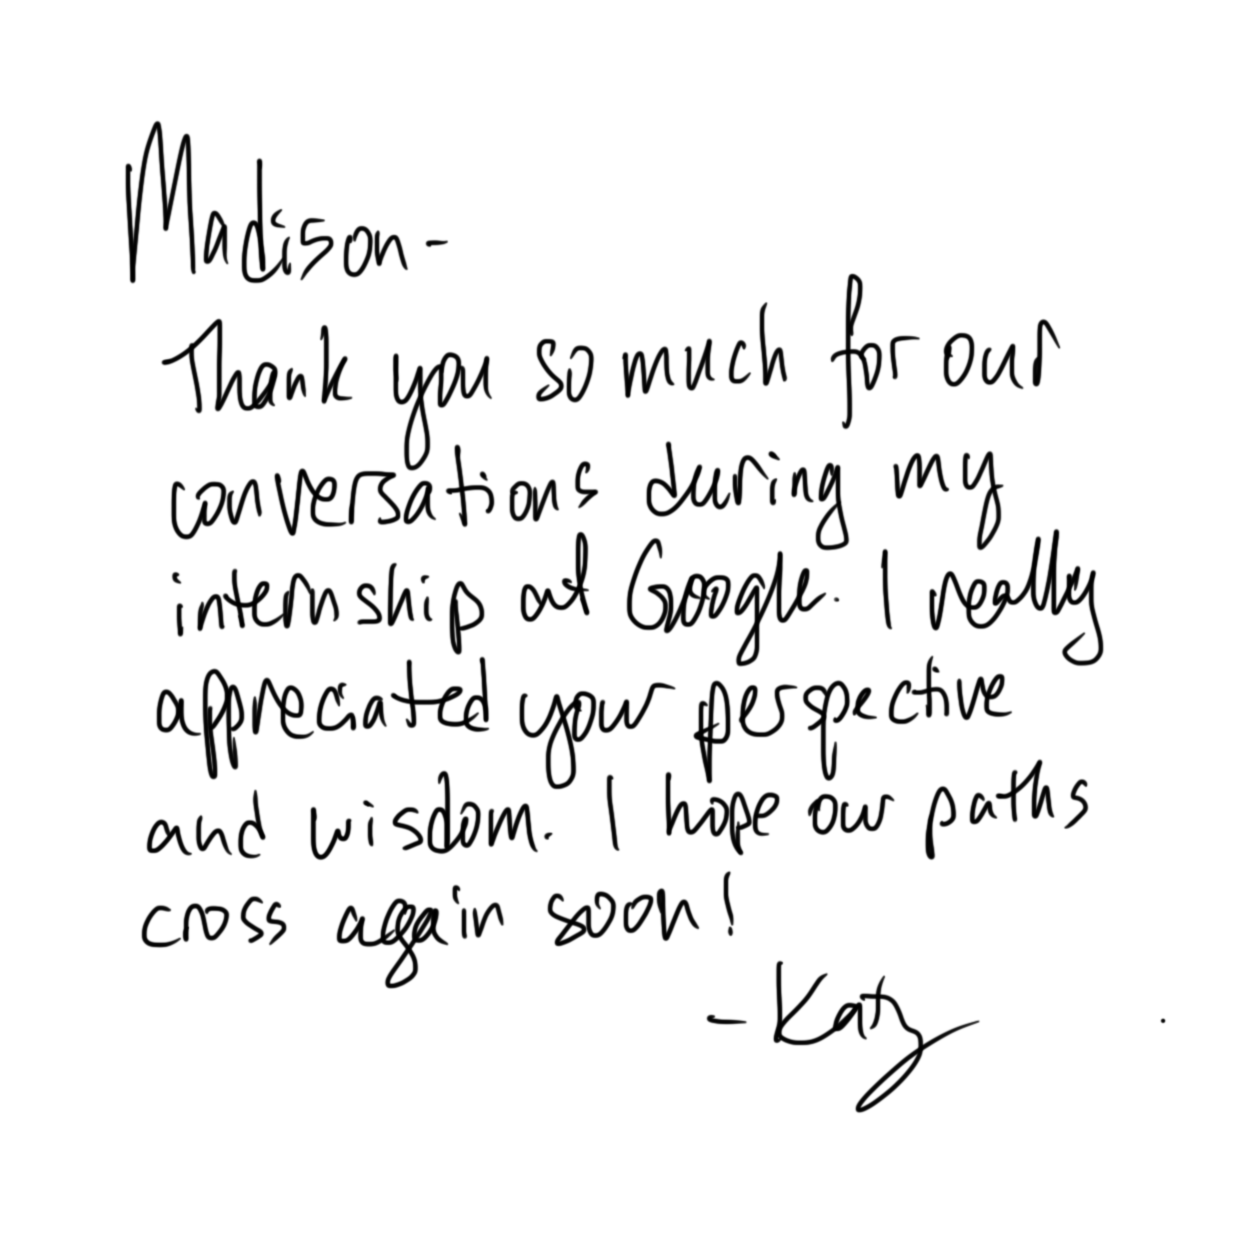 Madison-
Thank you so much for our
conversations during my
internship at Google. I really
appreciated your perspective
and wisdom. I hope our paths
cross again soon!
- Katy